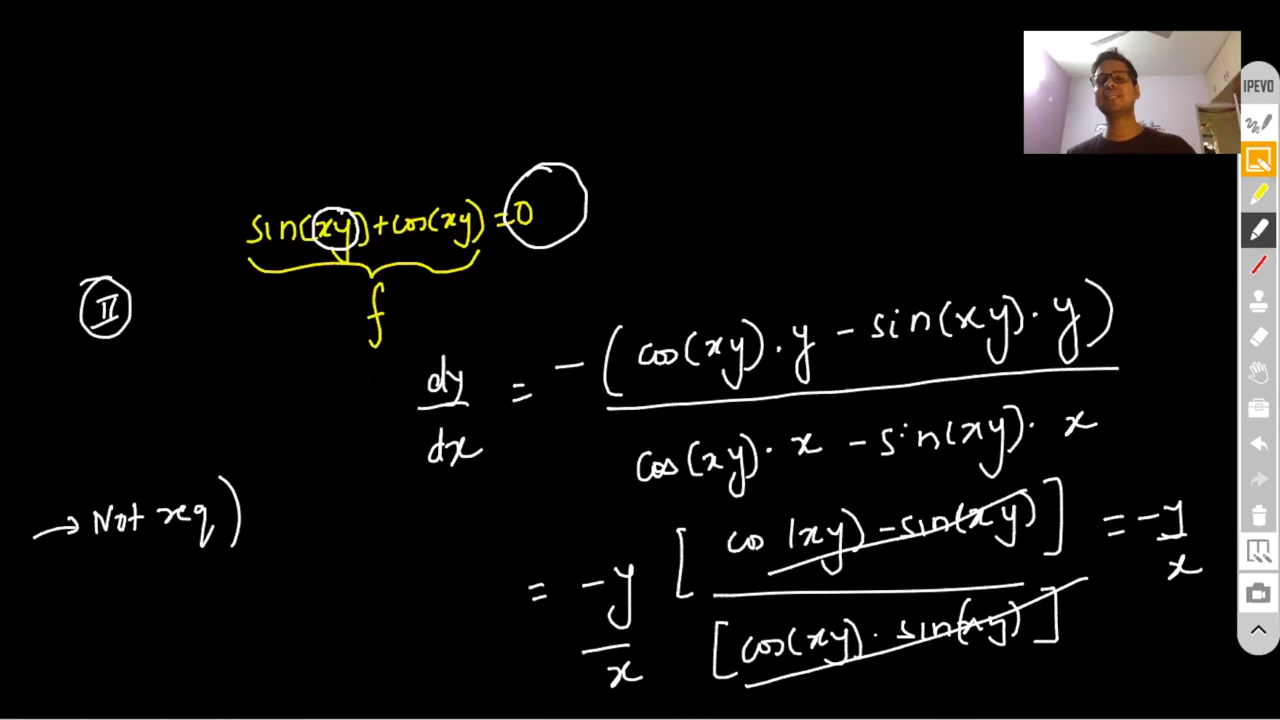 IPEVO
sin(xy)+cos(xy)=0
f
II
dy/dx = -(cos(xy)·y - sin(xy)·y) / cos(xy)·x - sin(xy)·x
→ Not req)
= -y/x [cos(xy) - sin(xy)] / [cos(xy) · sin(xy)] = -y/x